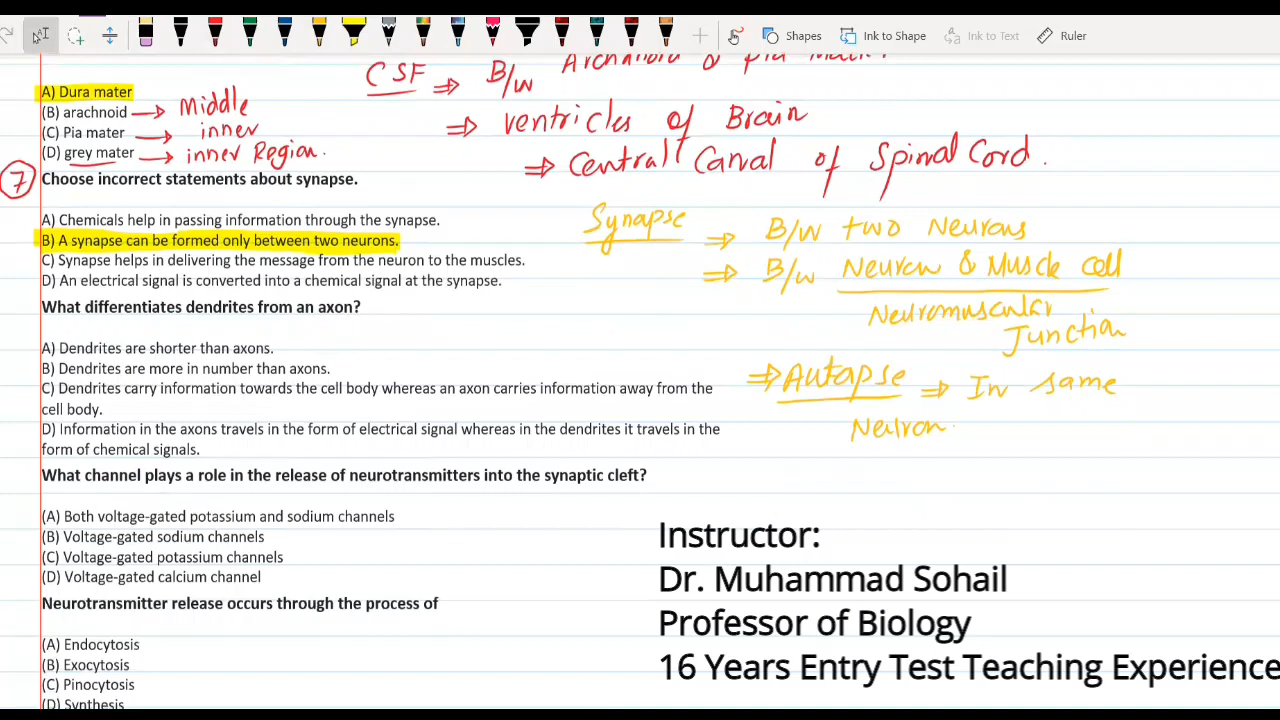 Shapes
Ink to Shape
Ink to Text
Ruler
CSF ⇒ B/W Arachnoid & Pia Mater.
⇒ ventricles of Brain
⇒ Central Canal of Spinal Cord.
A) Dura mater
(B) arachnoid → Middle
(C) Pia mater → inner
(D) grey mater → inner Region.
7
Choose incorrect statements about synapse.
A) Chemicals help in passing information through the synapse.
B) A synapse can be formed only between two neurons.
C) Synapse helps in delivering the message from the neuron to the muscles.
D) An electrical signal is converted into a chemical signal at the synapse.
Synapse ⇒ B/W two Neurons
⇒ B/w Neuron & Muscle cell
Neuromuscular
Junction
⇒ Autapse ⇒ In same
Neuron.
What differentiates dendrites from an axon?
A) Dendrites are shorter than axons.
B) Dendrites are more in number than axons.
C) Dendrites carry information towards the cell body whereas an axon carries information away from the
cell body.
D) Information in the axons travels in the form of electrical signal whereas in the dendrites it travels in the
form of chemical signals.
What channel plays a role in the release of neurotransmitters into the synaptic cleft?
(A) Both voltage-gated potassium and sodium channels
(B) Voltage-gated sodium channels
(C) Voltage-gated potassium channels
(D) Voltage-gated calcium channel
Neurotransmitter release occurs through the process of
(A) Endocytosis
(B) Exocytosis
(C) Pinocytosis
(D) Synthesis
Instructor:
Dr. Muhammad Sohail
Professor of Biology
16 Years Entry Test Teaching Experience